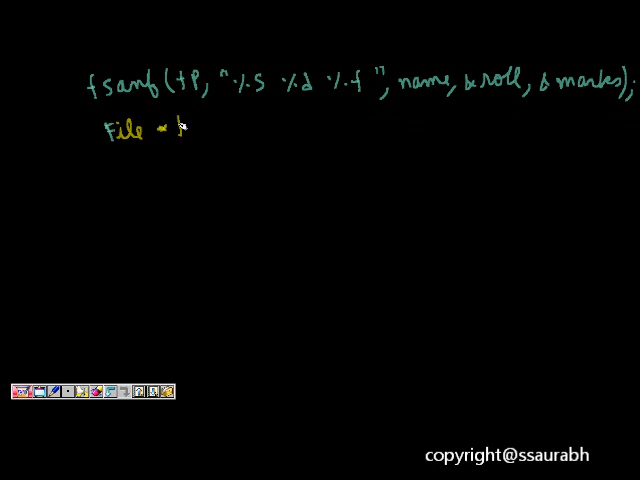 fsanf(fP, "%s %d %.f", name, &roll, &marks);
File *
copyright@ssaurabh